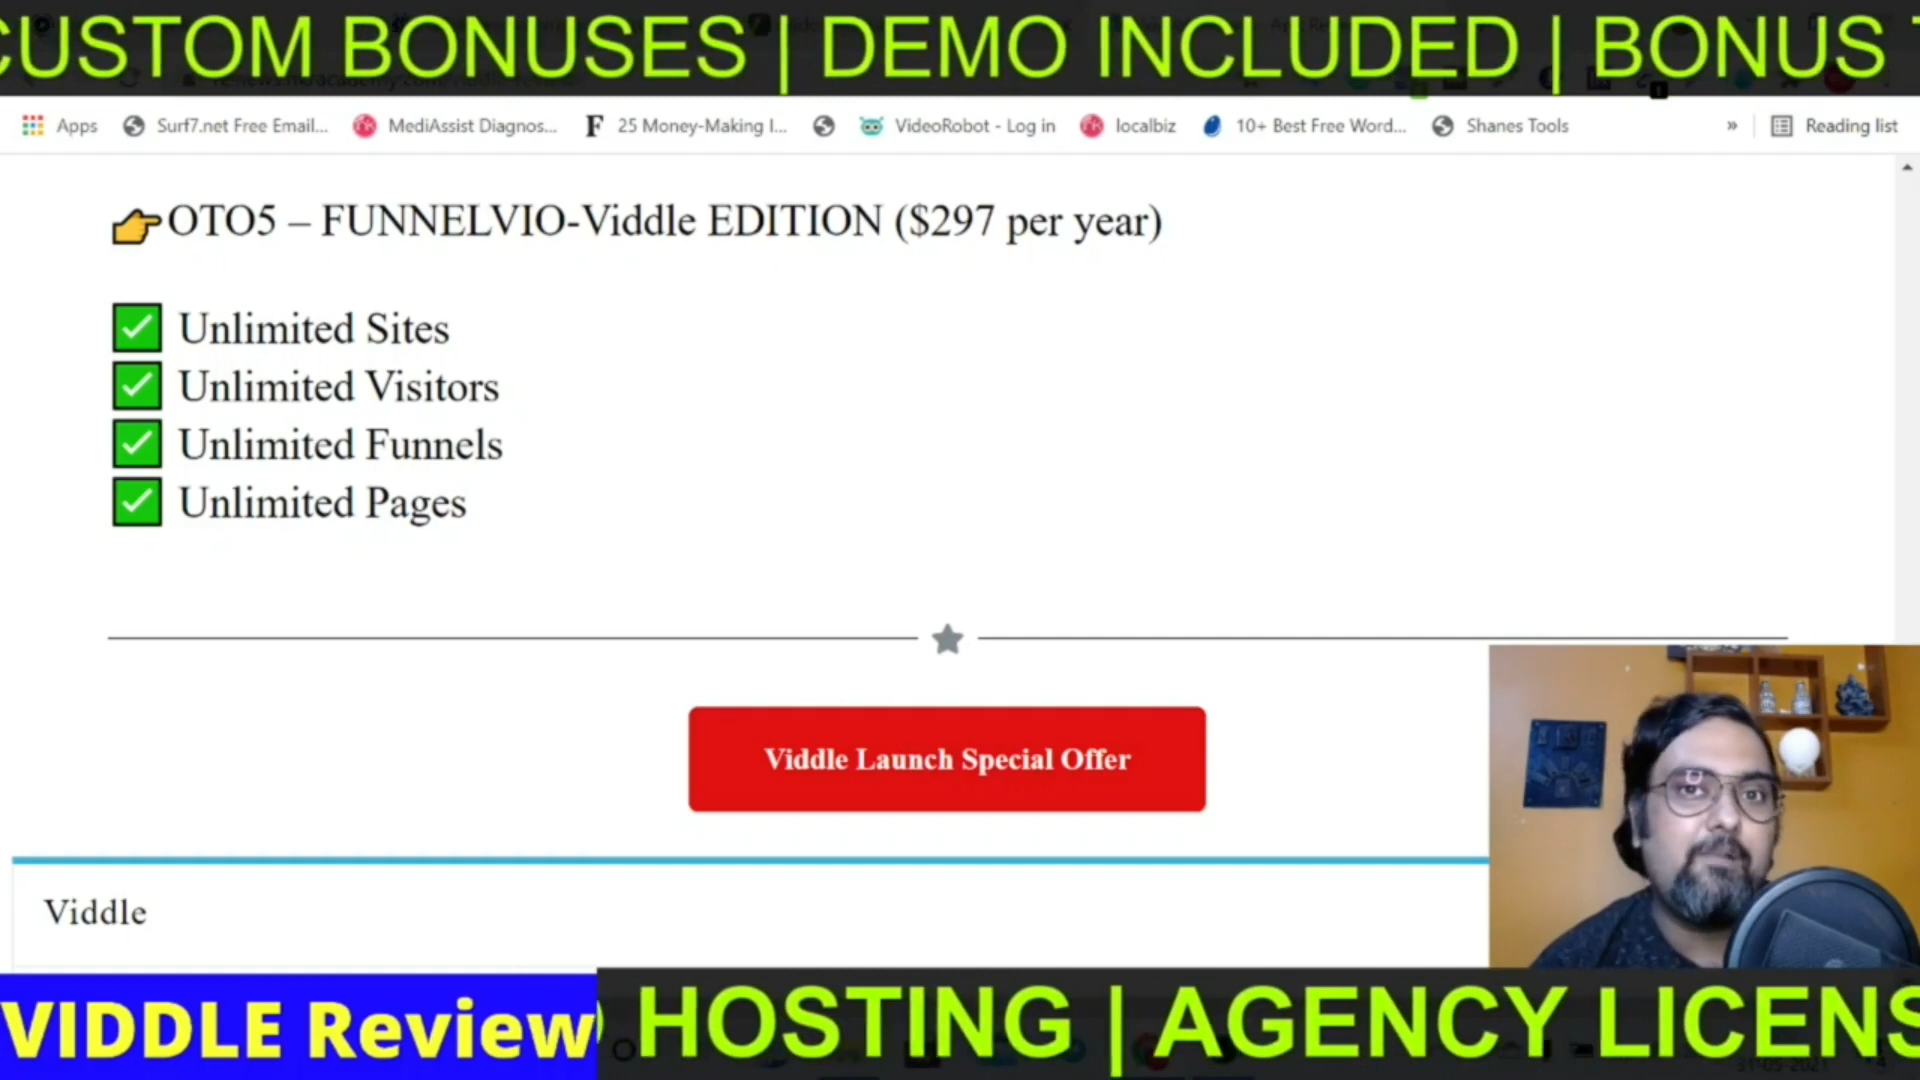 CUSTOM BONUSES | DEMO INCLUDED | BONUS
Apps Surf7.net Free Email... MediAssist Diagnos... 25 Money-Making I... VideoRobot - Log in localbiz 10+ Best Free Word... Shanes Tools » Reading list
OTO5 – FUNNELVIO-Viddle EDITION ($297 per year)
Unlimited Sites
Unlimited Visitors
Unlimited Funnels
Unlimited Pages
Viddle Launch Special Offer
Viddle
VIDDLE Review HOSTING | AGENCY LICENS